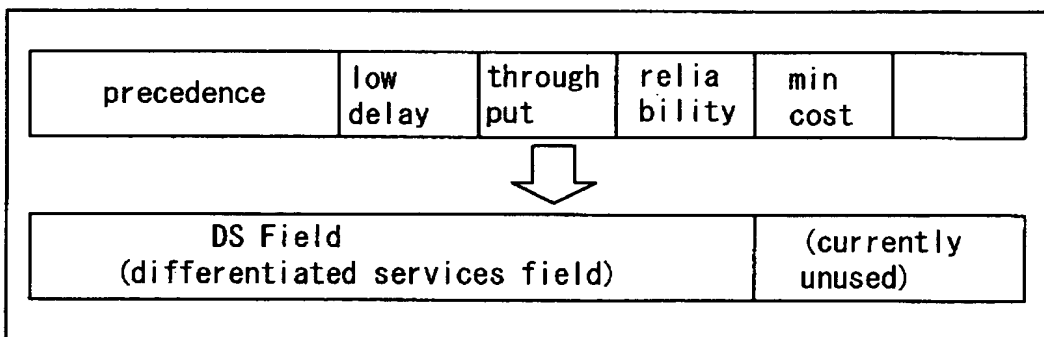 precedence
low
delay
through
put
relia
bility
min
cost
DS Field
(differentiated services field)
(currently
unused)